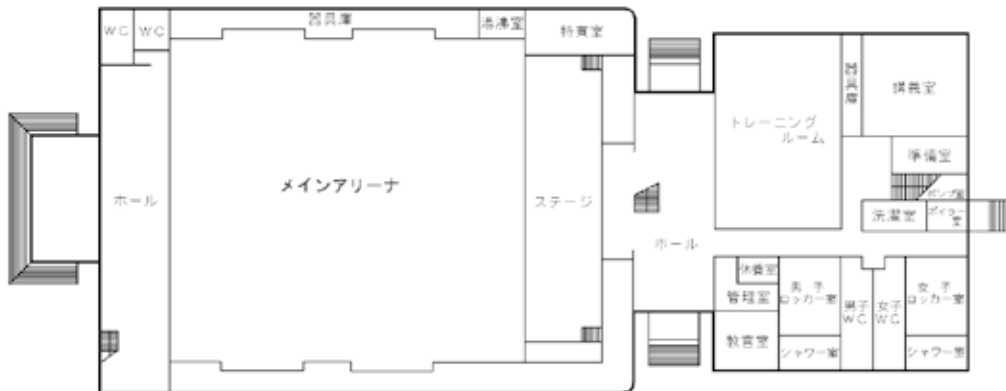 WC
WC
器具庫
湯沸室
特賓室
ホール
メインアリーナ
ステージ
ホール
トレーニング
ルーム
器具庫
講義室
準備室
ポンプ室
洗濯室
ボイラー
室
休養室
管理室
教官室
男子
ロッカー室
シャワー室
男子
WC
女子
WC
女子
ロッカー室
シャワー室